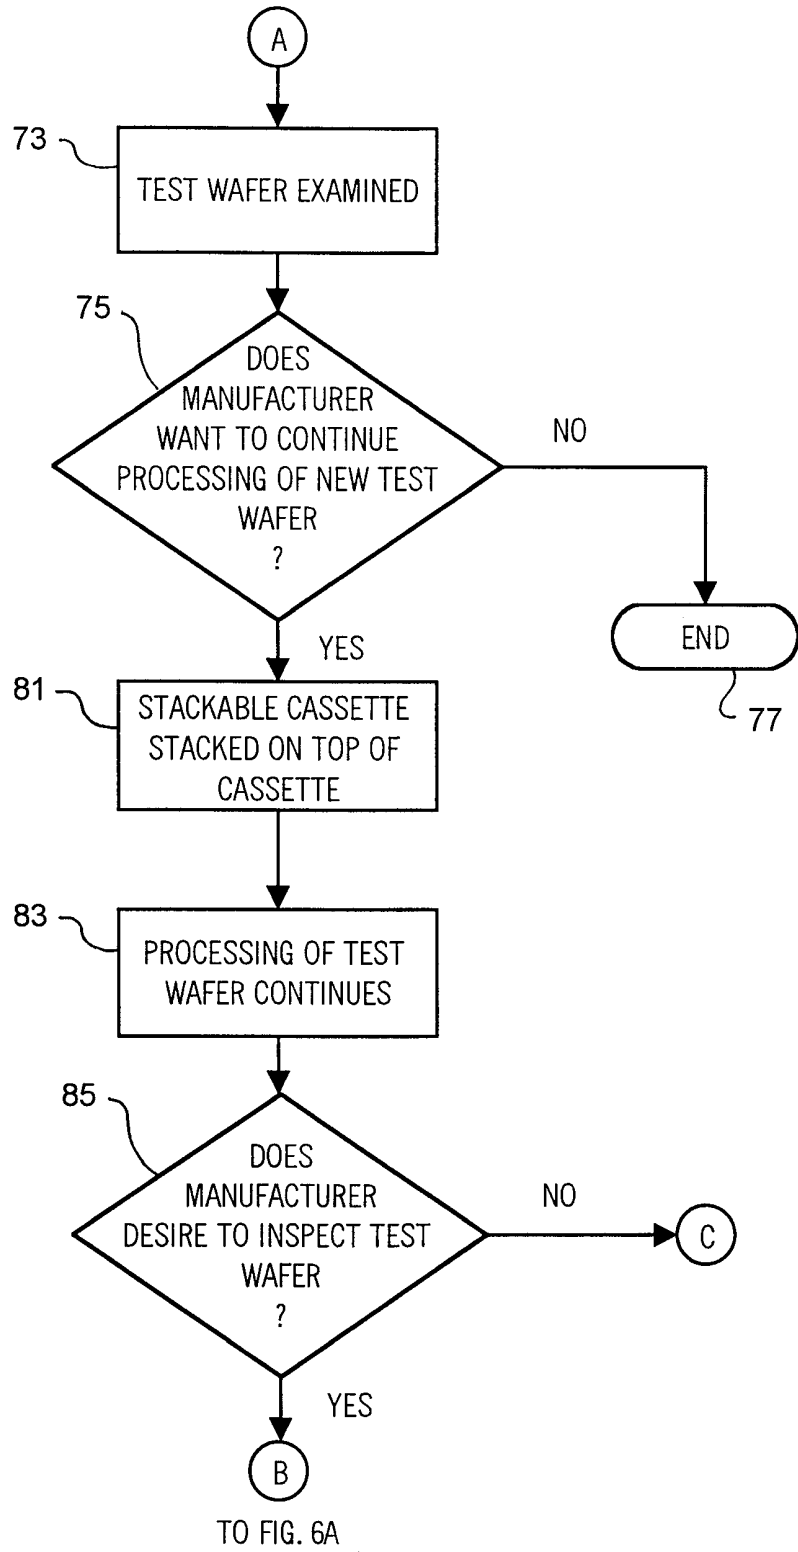 A
73
TEST WAFER EXAMINED
75
DOES
MANUFACTURER
WANT TO CONTINUE
PROCESSING OF NEW TEST
WAFER
?
NO
END
77
YES
81
STACKABLE CASSETTE
STACKED ON TOP OF
CASSETTE
83
PROCESSING OF TEST
WAFER CONTINUES
85
DOES
MANUFACTURER
DESIRE TO INSPECT TEST
WAFER
?
NO
C
YES
B
TO FIG. 6A